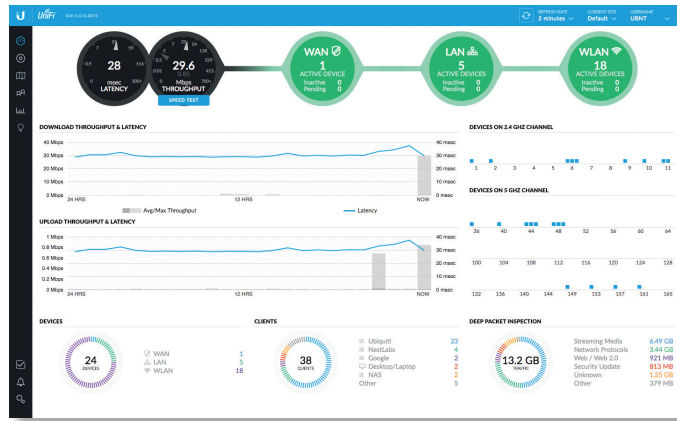 UniFi
REFRESH RATE
2 minutes
CURRENT SITE
Default
USERNAME
UBNT
28
msec
LATENCY
29.6
0.85
Mbps
THROUGHPUT
SPEED TEST
WAN
1
ACTIVE DEVICE
Inactive 0
Pending 0
LAN
5
ACTIVE DEVICES
Inactive 0
Pending 0
WLAN
18
ACTIVE DEVICES
Inactive 0
Pending 0
DOWNLOAD THROUGHPUT & LATENCY
40 Mbps 40 msec
30 Mbps 30 msec
20 Mbps 20 msec
10 Mbps 10 msec
0 Mbps 0 msec
24 HRS 12 HRS NOW
Avg/Max Throughput Latency
UPLOAD THROUGHPUT & LATENCY
1 Mbps 40 msec
0.8 Mbps 30 msec
0.6 Mbps
0.4 Mbps 20 msec
0.2 Mbps 10 msec
0 Mbps 0 msec
24 HRS 12 HRS NOW
DEVICES ON 2.4 GHZ CHANNEL
1 2 3 4 5 6 7 8 9 10 11
DEVICES ON 5 GHZ CHANNEL
36 40 44 48 52 56 60 64
100 104 108 112 116 120 124 128
132 136 140 144 149 153 157 161 165
DEVICES
24
DEVICES
WAN 1
LAN 5
WLAN 18
CLIENTS
38
CLIENTS
Ubiquiti 23
NestLabs 4
Google 2
Desktop/Laptop 2
NAS 2
Other 5
DEEP PACKET INSPECTION
13.2 GB
TRAFFIC
Streaming Media 6.49 GB
Network Protocols 3.44 GB
Web / Web 2.0 921 MB
Security Update 813 MB
Unknown 1.25 GB
Other 379 MB